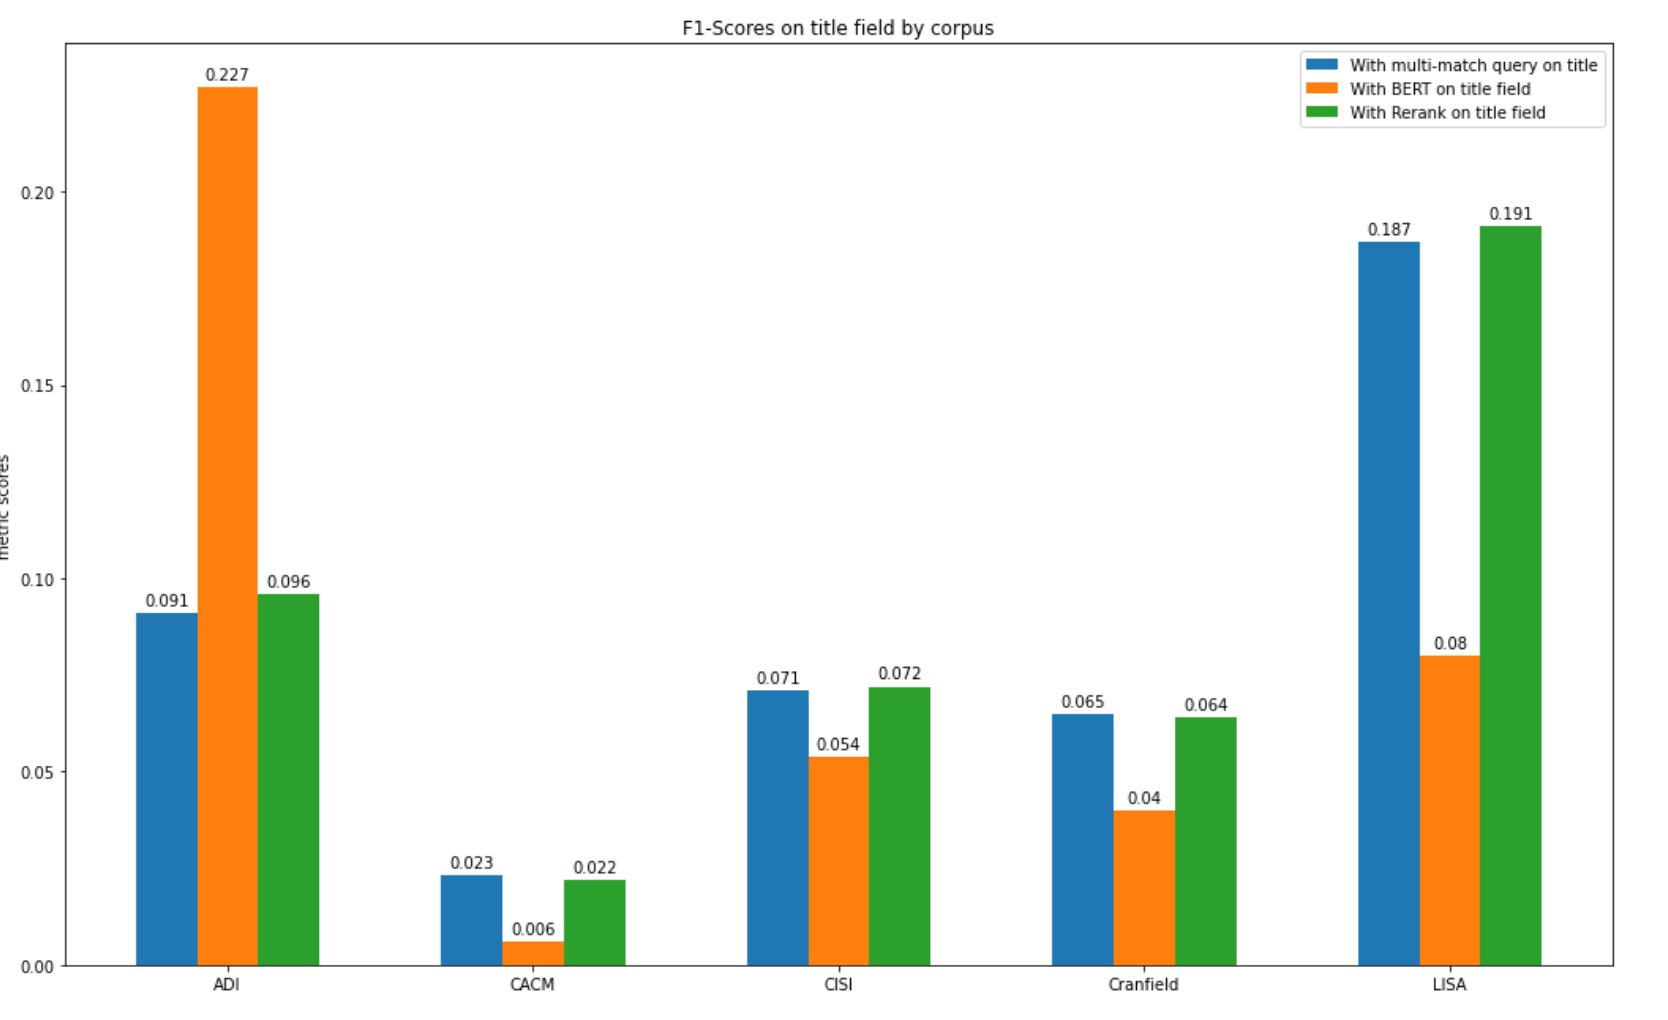 F1-Scores on title field by corpus
With multi-match query on title
With BERT on title field
With Rerank on title field
metric scores
0.20
0.15
0.10
0.05
0.00
0.091
0.227
0.096
0.023
0.006
0.022
0.071
0.054
0.072
0.065
0.04
0.064
0.187
0.08
0.191
ADI
CACM
CISI
Cranfield
LISA